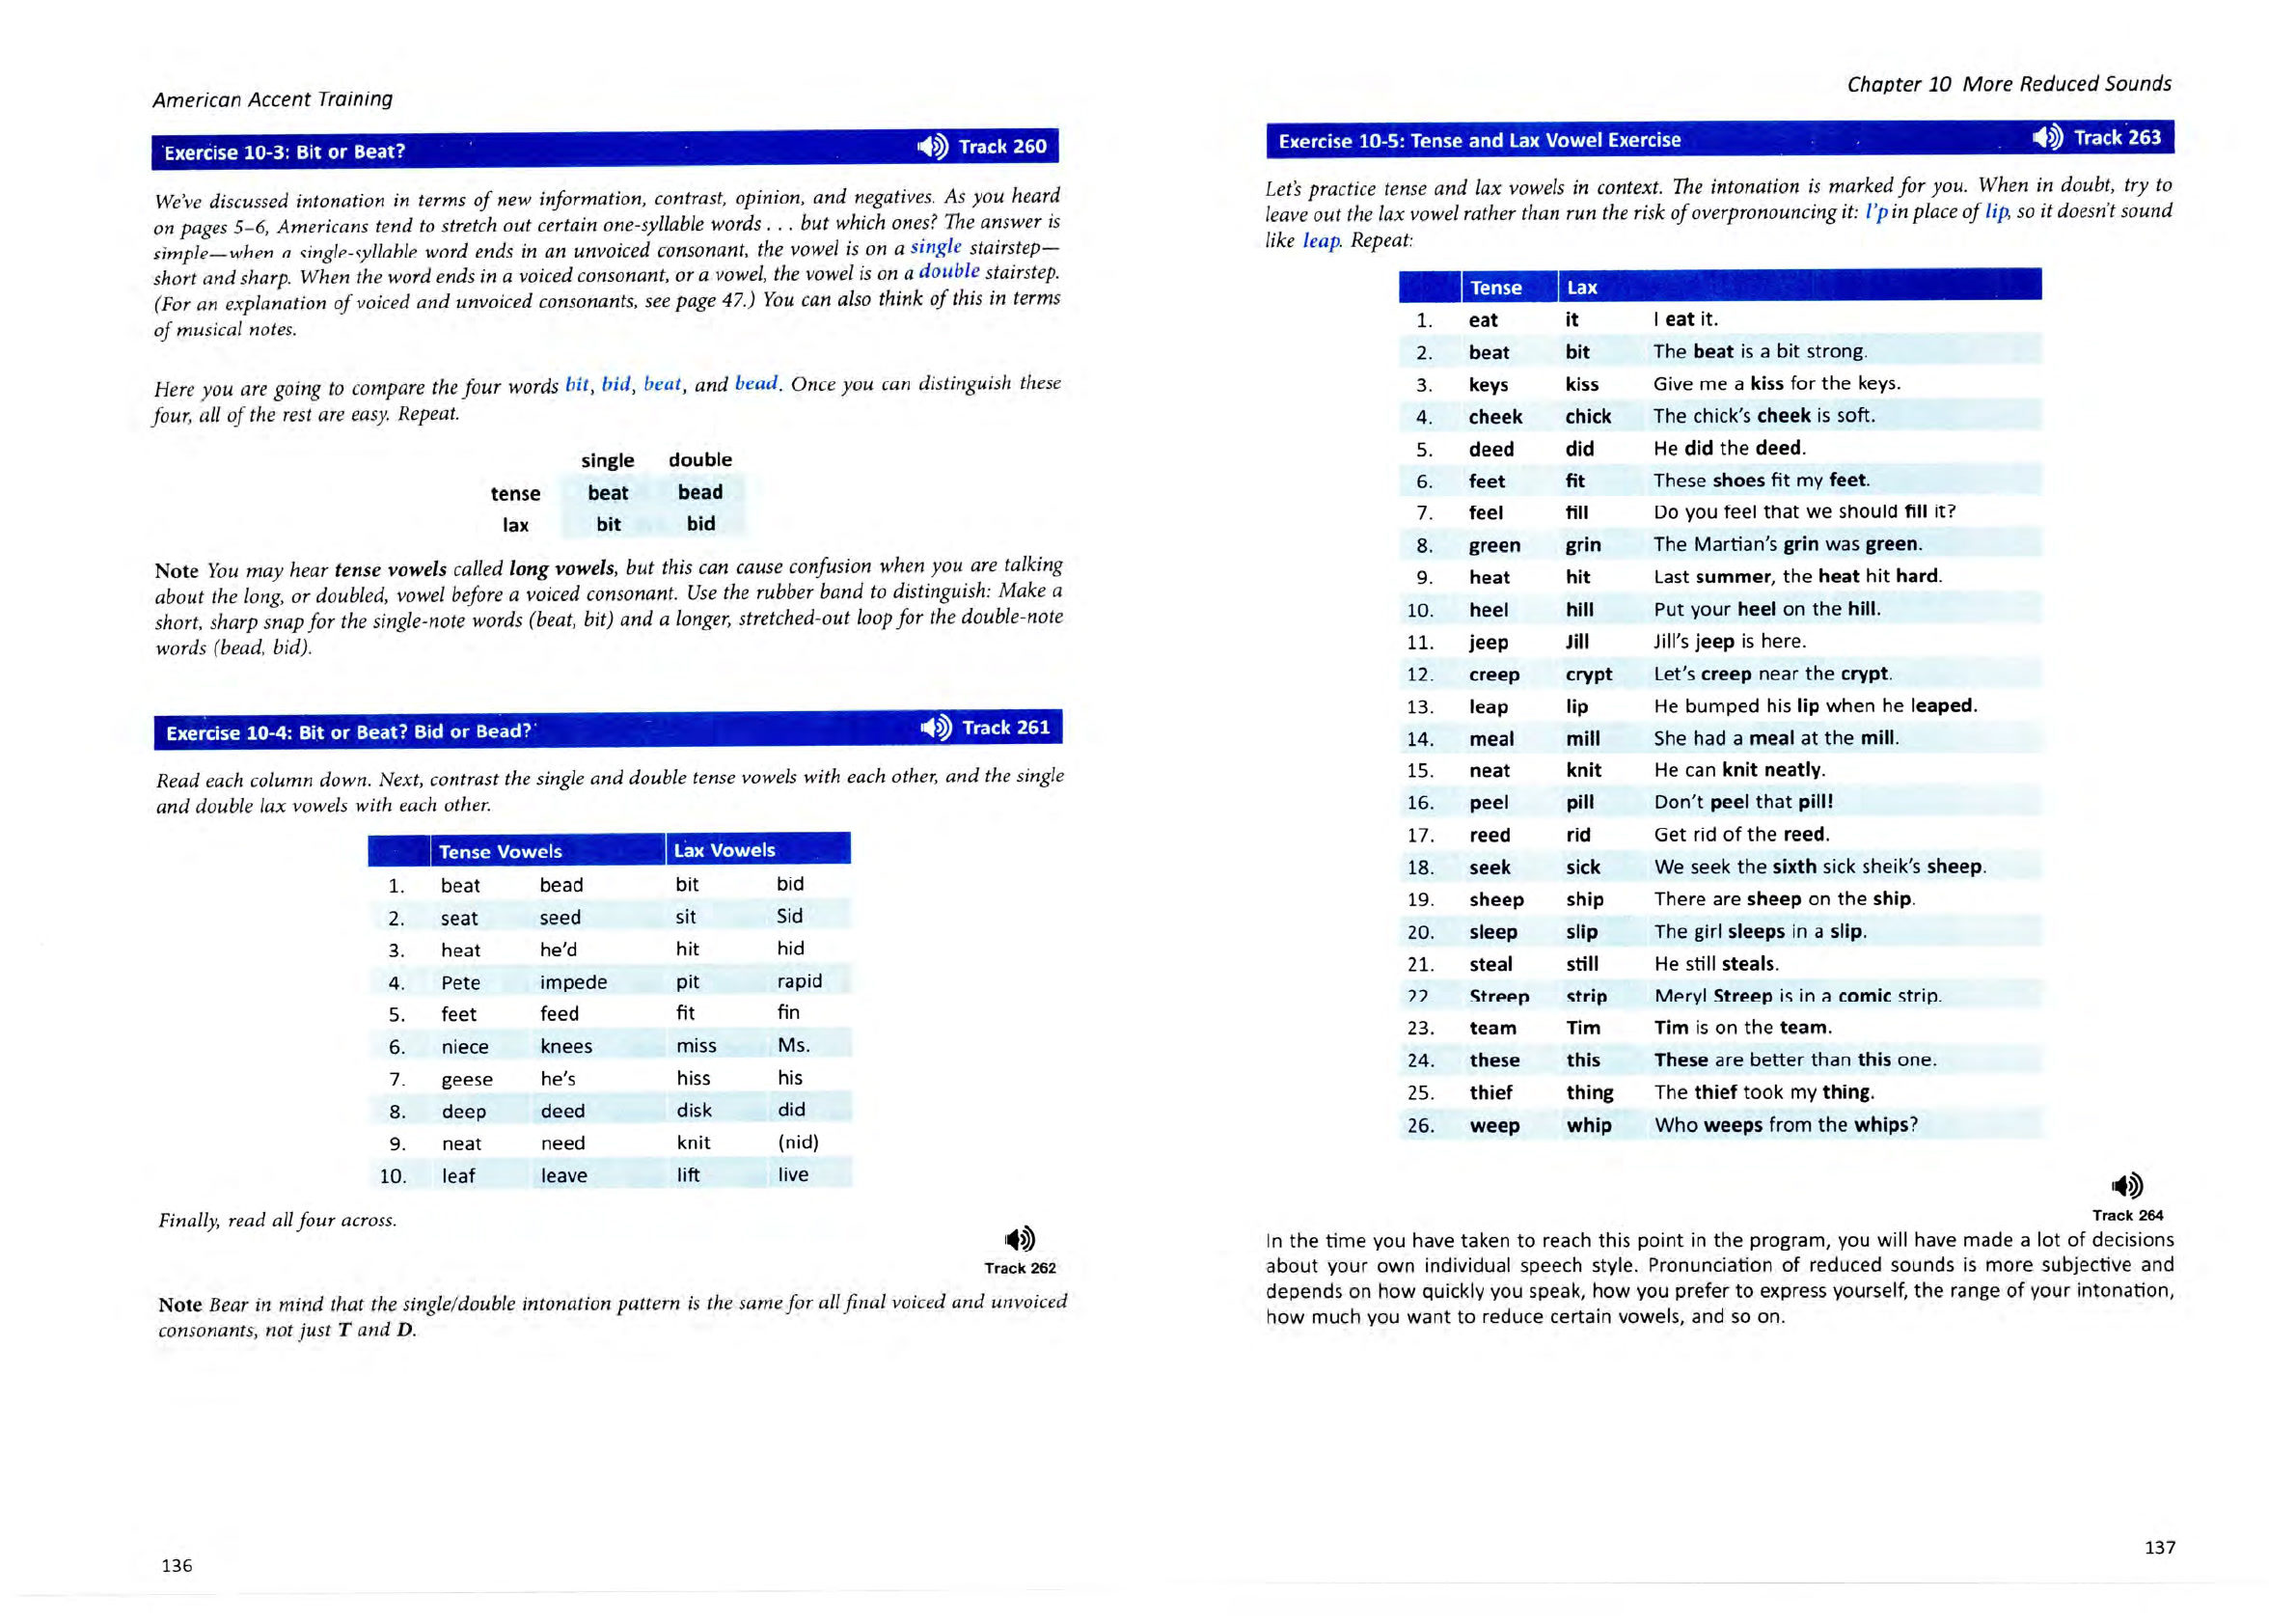 American Accent Training
Exercise 10-3: Bit or Beat? Track 260
We've discussed intonation in terms of new information, contrast, opinion, and negatives. As you heard
on pages 5–6, Americans tend to stretch out certain one-syllable words . . . but which ones? The answer is
simple—when a single-syllable word ends in an unvoiced consonant, the vowel is on a single stairstep—
short and sharp. When the word ends in a voiced consonant, or a vowel, the vowel is on a double stairstep.
(For an explanation of voiced and unvoiced consonants, see page 47.) You can also think of this in terms
of musical notes.
Here you are going to compare the four words bit, bid, beat, and bead. Once you can distinguish these
four, all of the rest are easy. Repeat.
single double
tense beat bead
lax bit bid
Note You may hear tense vowels called long vowels, but this can cause confusion when you are talking
about the long, or doubled, vowel before a voiced consonant. Use the rubber band to distinguish: Make a
short, sharp snap for the single-note words (beat, bit) and a longer, stretched-out loop for the double-note
words (bead, bid).
Exercise 10-4: Bit or Beat? Bid or Bead? Track 261
Read each column down. Next, contrast the single and double tense vowels with each other, and the single
and double lax vowels with each other.
Tense Vowels Lax Vowels
1. beat bead bit bid
2. seat seed sit Sid
3. heat he'd hit hid
4. Pete impede pit rapid
5. feet feed fit fin
6. niece knees miss Ms.
7. geese he's hiss his
8. deep deed disk did
9. neat need knit (nid)
10. leaf leave lift live
Finally, read all four across.
Track 262
Note Bear in mind that the single/double intonation pattern is the same for all final voiced and unvoiced
consonants, not just T and D.
136
Chapter 10 More Reduced Sounds
Exercise 10-5: Tense and Lax Vowel Exercise Track 263
Let's practice tense and lax vowels in context. The intonation is marked for you. When in doubt, try to
leave out the lax vowel rather than run the risk of overpronouncing it: l'p in place of lip, so it doesn't sound
like leap. Repeat:
Tense Lax
1. eat it I eat it.
2. beat bit The beat is a bit strong.
3. keys kiss Give me a kiss for the keys.
4. cheek chick The chick's cheek is soft.
5. deed did He did the deed.
6. feet fit These shoes fit my feet.
7. feel fill Do you feel that we should fill it?
8. green grin The Martian's grin was green.
9. heat hit Last summer, the heat hit hard.
10. heel hill Put your heel on the hill.
11. jeep Jill Jill's jeep is here.
12. creep crypt Let's creep near the crypt.
13. leap lip He bumped his lip when he leaped.
14. meal mill She had a meal at the mill.
15. neat knit He can knit neatly.
16. peel pill Don't peel that pill!
17. reed rid Get rid of the reed.
18. seek sick We seek the sixth sick sheik's sheep.
19. sheep ship There are sheep on the ship.
20. sleep slip The girl sleeps in a slip.
21. steal still He still steals.
22 Streep strip Meryl Streep is in a comic strip.
23. team Tim Tim is on the team.
24. these this These are better than this one.
25. thief thing The thief took my thing.
26. weep whip Who weeps from the whips?
Track 264
In the time you have taken to reach this point in the program, you will have made a lot of decisions
about your own individual speech style. Pronunciation of reduced sounds is more subjective and
depends on how quickly you speak, how you prefer to express yourself, the range of your intonation,
how much you want to reduce certain vowels, and so on.
137